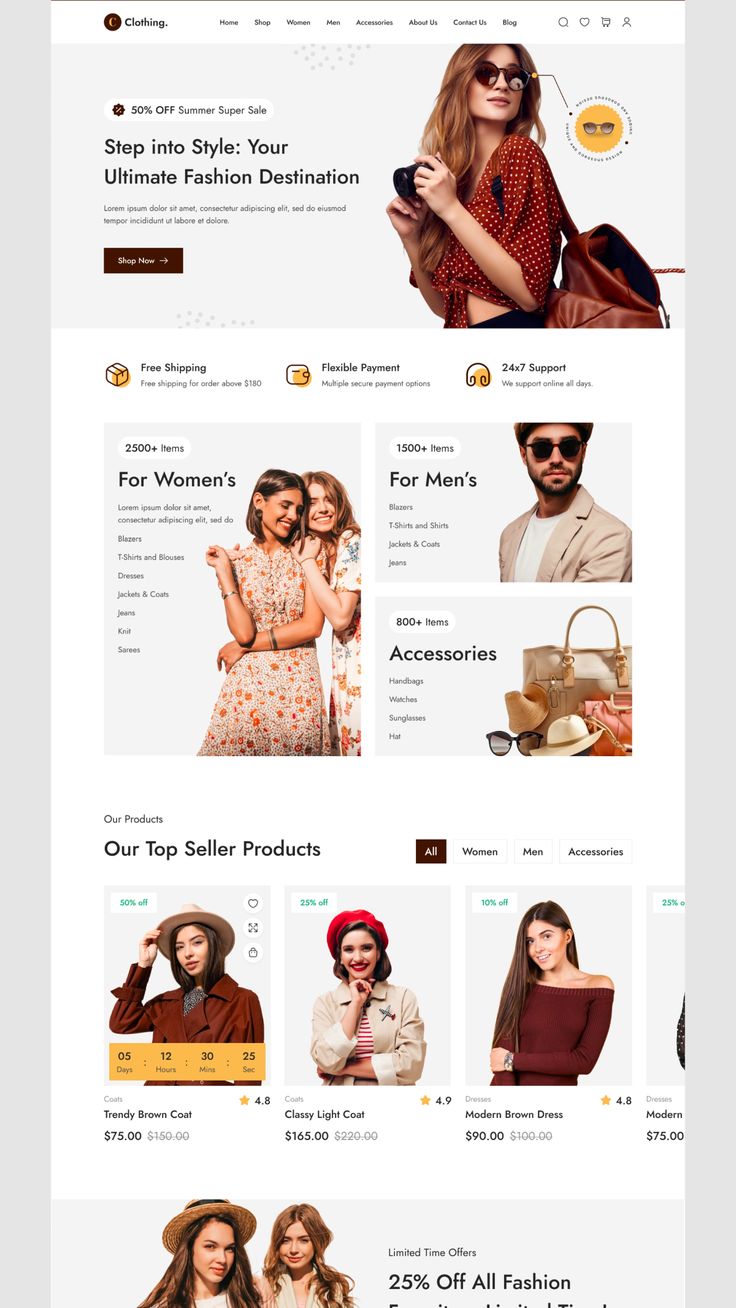 C Clothing.
Home Shop Women Men Accessories About Us Contact Us Blog
50% OFF Summer Super Sale
Step into Style: Your
Ultimate Fashion Destination
Lorem ipsum dolor sit amet, consectetur adipiscing elit, sed do eiusmod
tempor incididunt ut labore et dolore.
Shop Now
Free Shipping
Free shipping for order above $180
Flexible Payment
Multiple secure payment options
24x7 Support
We support online all days.
2500+ Items
For Women's
Lorem ipsum dolor sit amet,
consectetur adipiscing elit, sed do
Blazers
T-Shirts and Blouses
Dresses
Jackets & Coats
Jeans
Knit
Sarees
1500+ Items
For Men's
Blazers
T-Shirts and Shirts
Jackets & Coats
Jeans
800+ Items
Accessories
Handbags
Watches
Sunglasses
Hat
Our Products
Our Top Seller Products
All Women Men Accessories
50% off
05 : 12 : 30 : 25
Days Hours Mins Sec
Coats 4.8
Trendy Brown Coat
$75.00 $150.00
25% off
Coats 4.9
Classy Light Coat
$165.00 $220.00
10% off
Dresses 4.8
Modern Brown Dress
$90.00 $100.00
25%
Dresses
Modern
$75.00
Limited Time Offers
25% Off All Fashion